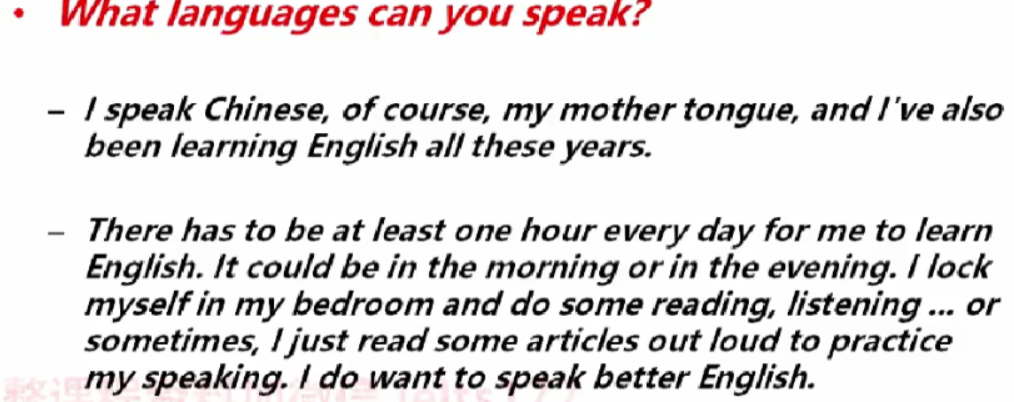 • What languages can you speak?
– I speak Chinese, of course, my mother tongue, and I've also
been learning English all these years.
– There has to be at least one hour every day for me to learn
English. It could be in the morning or in the evening. I lock
myself in my bedroom and do some reading, listening ... or
sometimes, I just read some articles out loud to practice
my speaking. I do want to speak better English.